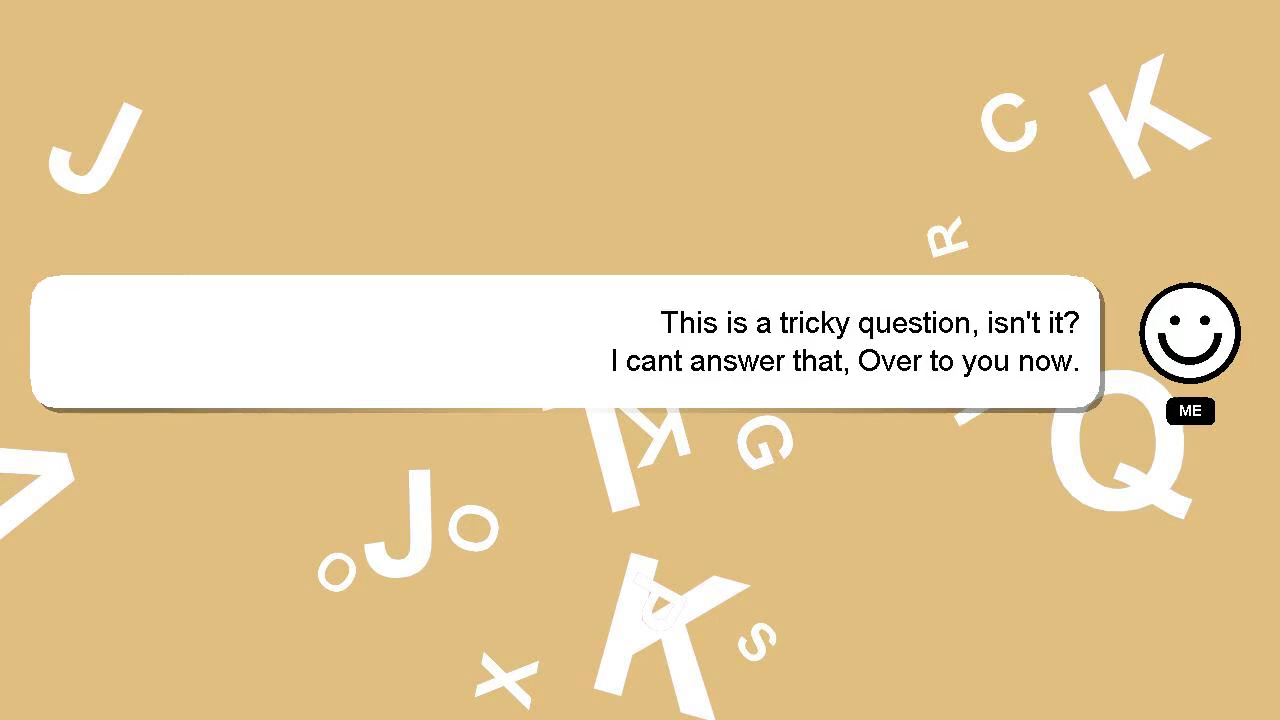 J
C
K
R
This is a tricky question, isn't it?
I cant answer that, Over to you now.
ME
K
G
Q
J
O
O
K
S
X